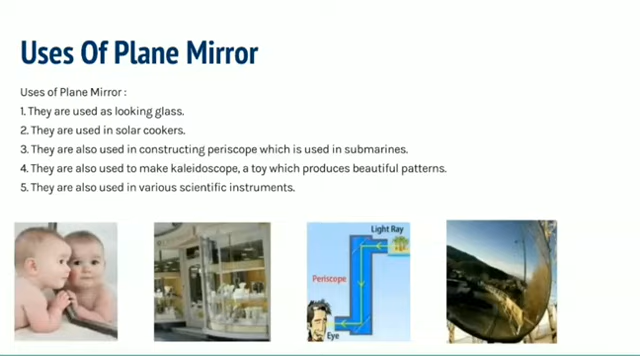 Uses Of Plane Mirror
Uses of Plane Mirror :
1. They are used as looking glass.
2. They are used in solar cookers.
3. They are also used in constructing periscope which is used in submarines.
4. They are also used to make kaleidoscope, a toy which produces beautiful patterns.
5. They are also used in various scientific instruments.
Light Ray
Periscope
Eye